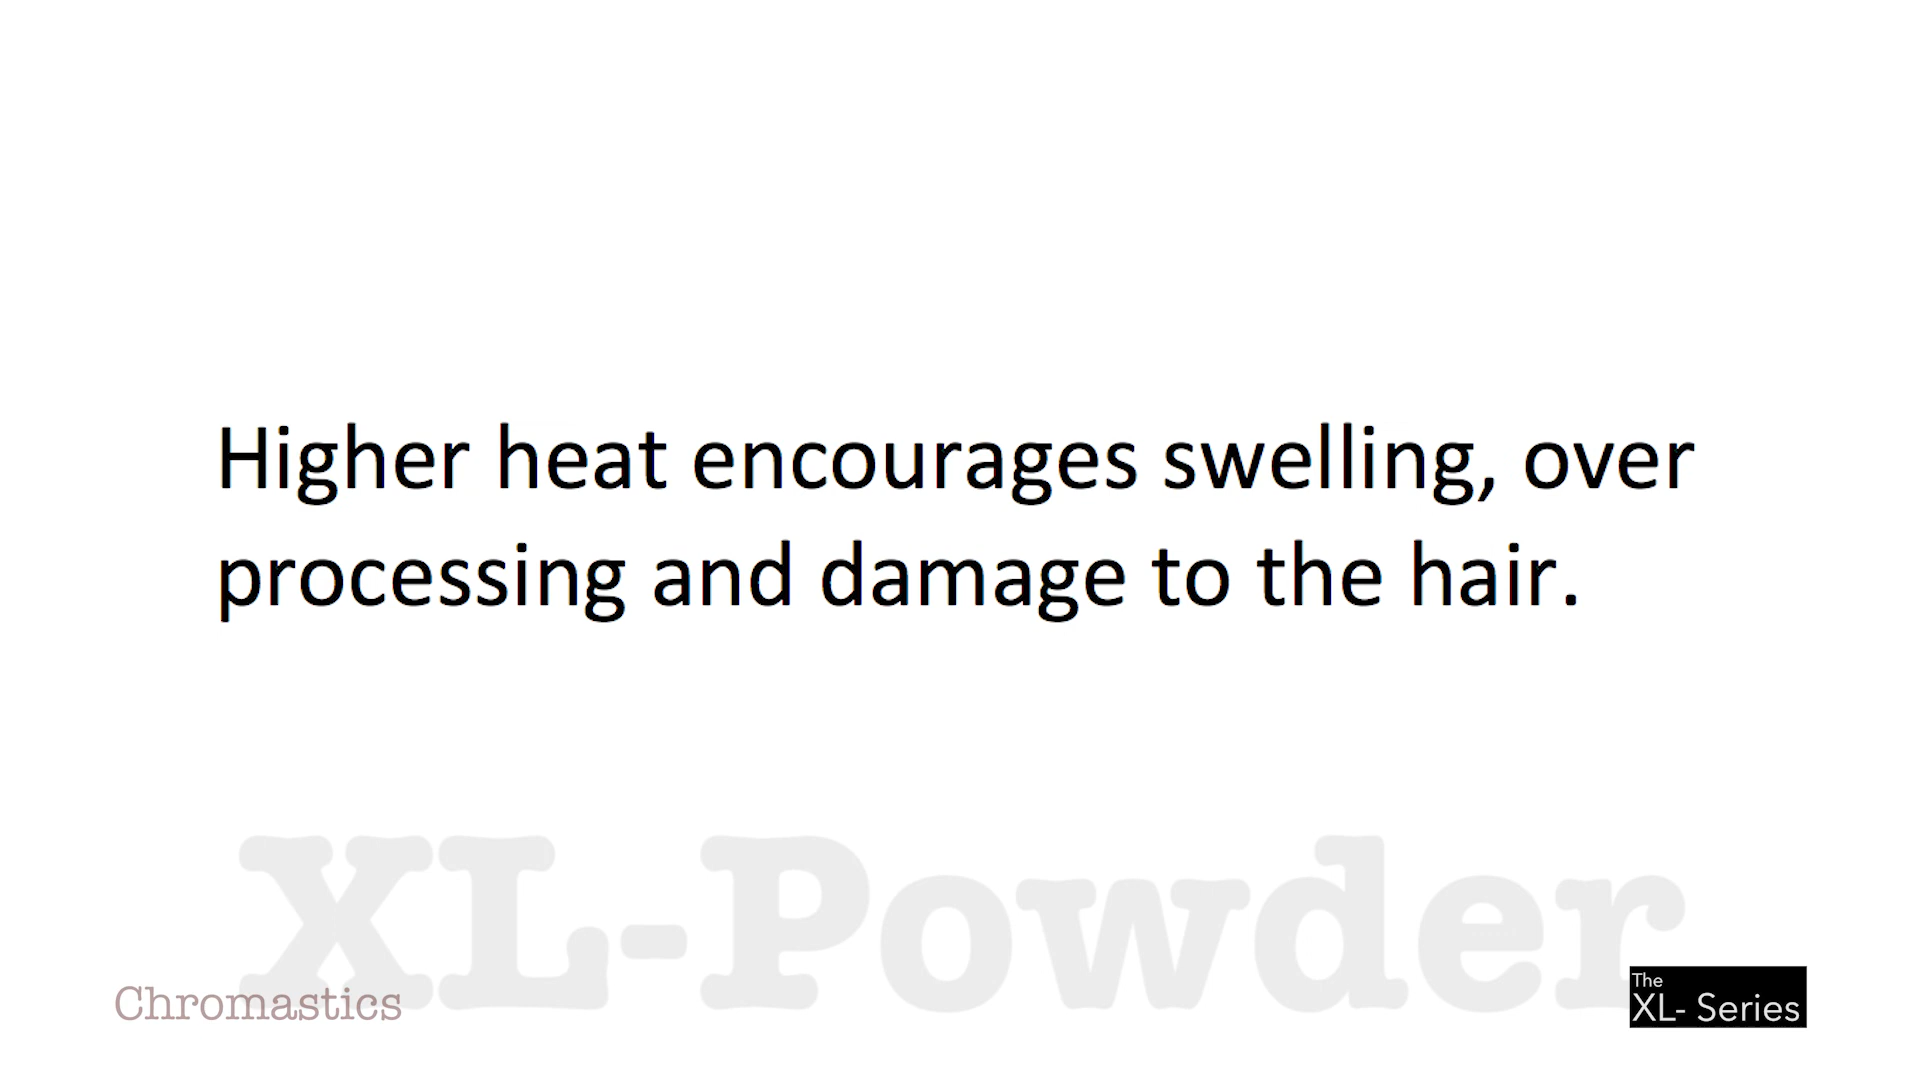 Higher heat encourages swelling, over
processing and damage to the hair.
XL-Powder
Chromastics
The
XL- Series